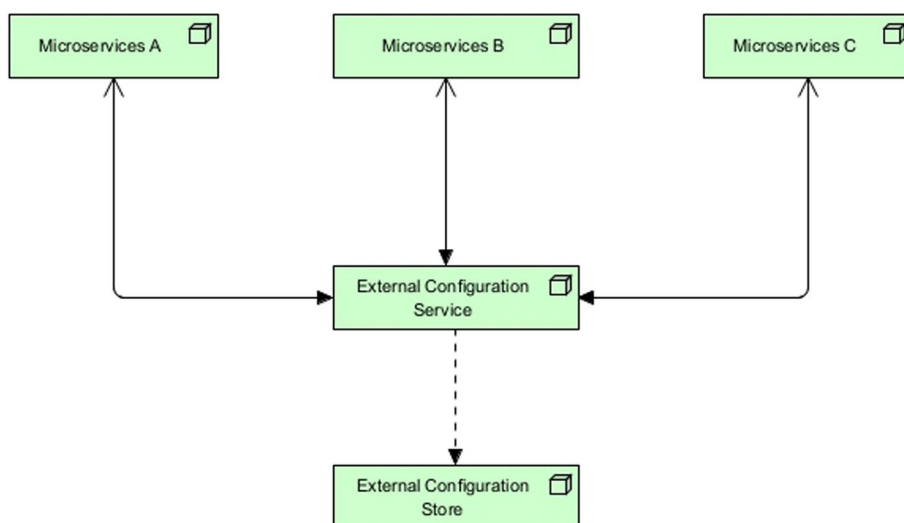 Microservices A
Microservices B
Microservices C
External Configuration
Service
External Configuration
Store